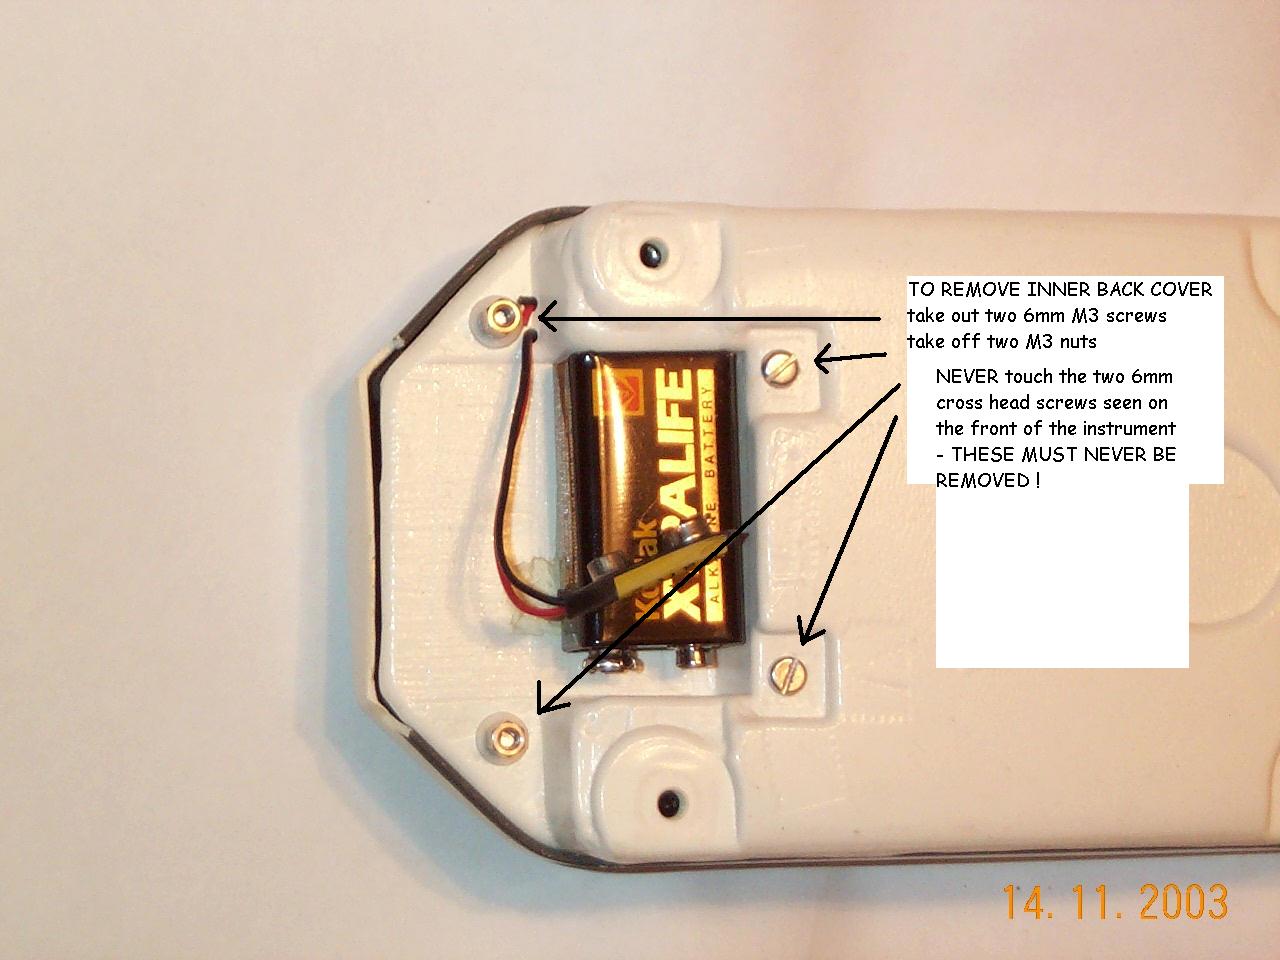 TO REMOVE INNER BACK COVER
take out two 6mm M3 screws
take off two M3 nuts
NEVER touch the two 6mm
cross head screws seen on
the front of the instrument
- THESE MUST NEVER BE
REMOVED !
Kodak
XTRALIFE
ALKALINE BATTERY
14. 11. 2003